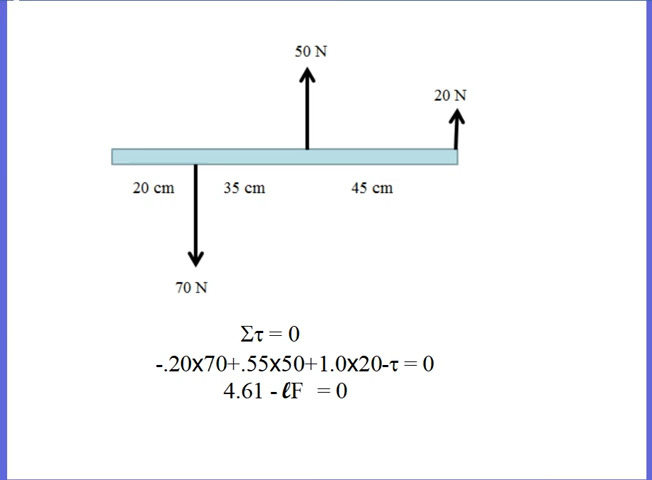 50 N
20 N
20 cm 35 cm 45 cm
70 N
Στ = 0
-.20x70+.55x50+1.0x20-τ = 0
4.61 - ℓF = 0